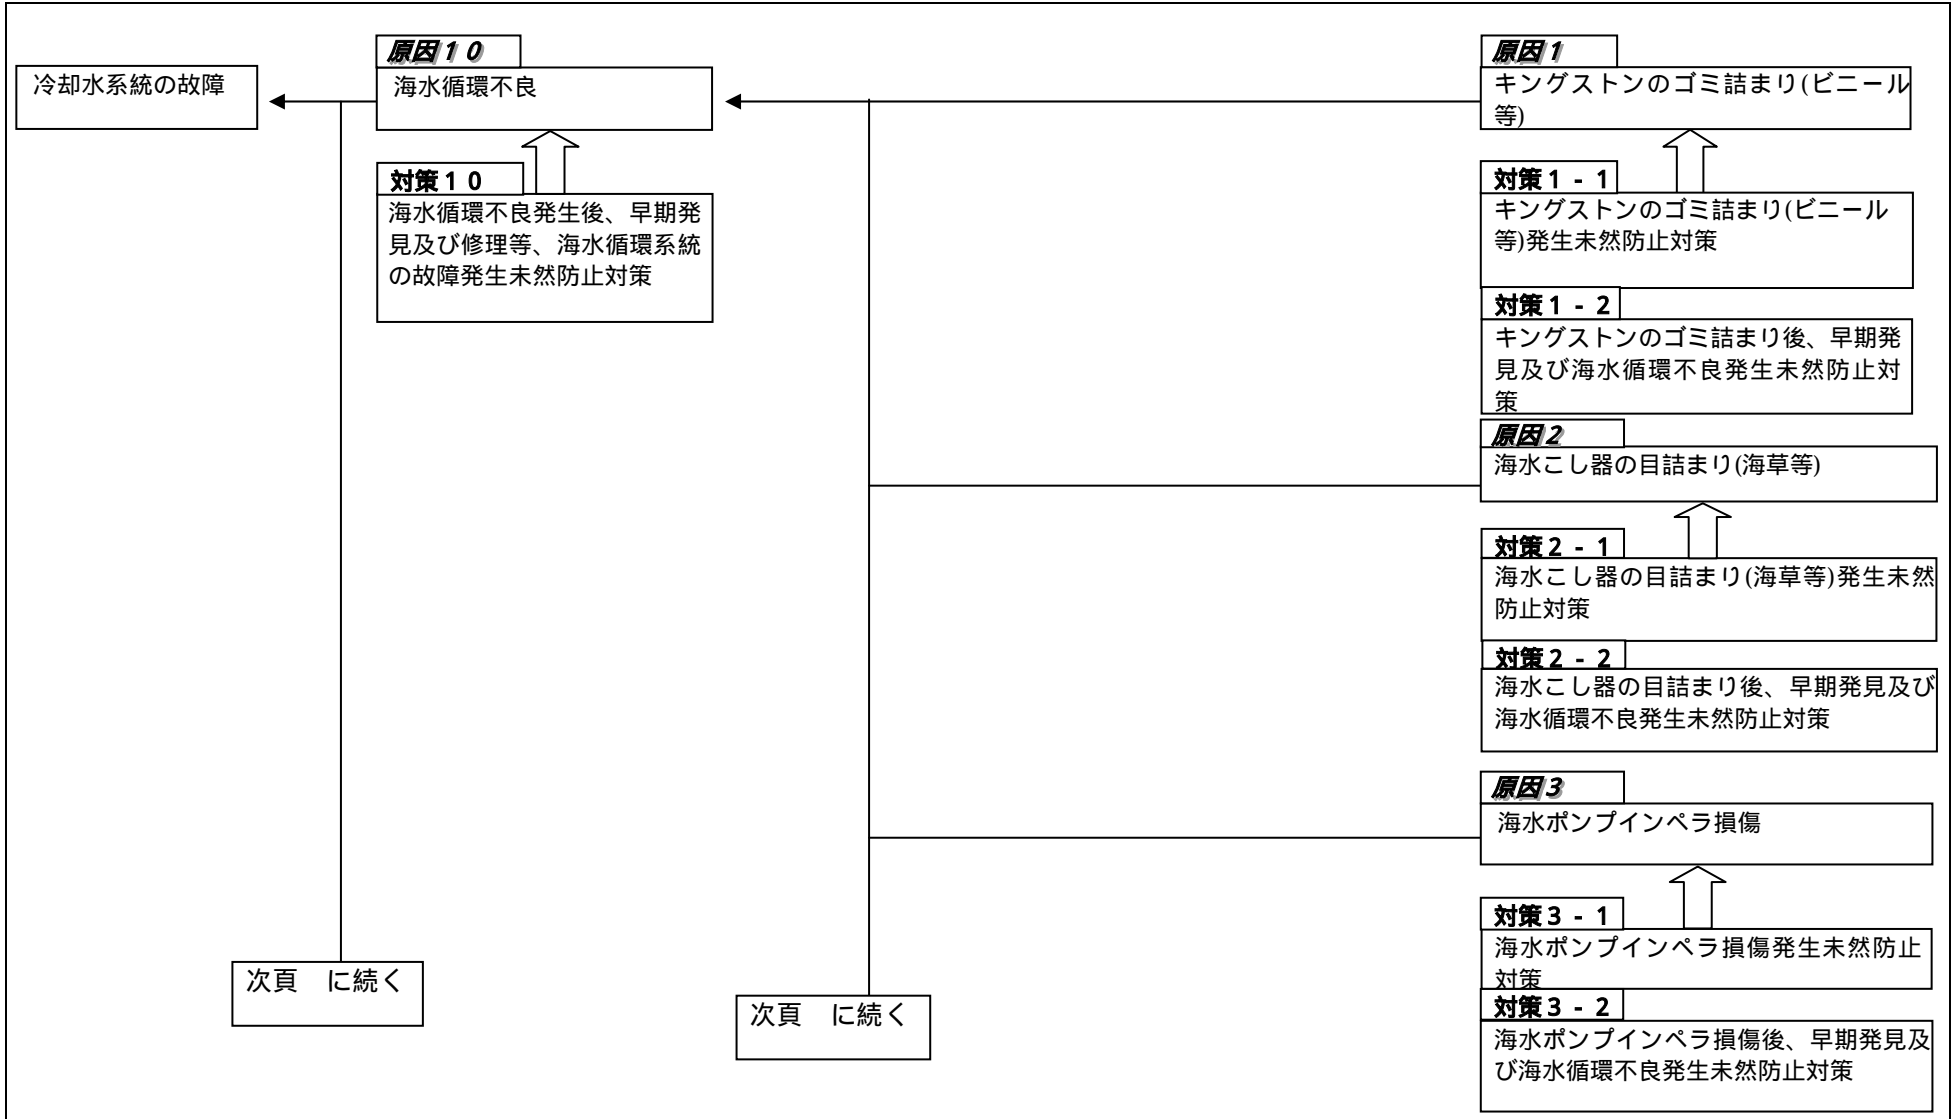 冷却水系統の故障
原因１０
海水循環不良
対策１０
海水循環不良発生後、早期発
見及び修理等、海水循環系統
の故障発生未然防止対策
原因１
キングストンのゴミ詰まり(ビニール
等)
対策１‐１
キングストンのゴミ詰まり(ビニール
等)発生未然防止対策
対策１‐２
キングストンのゴミ詰まり後、早期発
見及び海水循環不良発生未然防止対
策
原因２
海水こし器の目詰まり(海草等)
対策２‐１
海水こし器の目詰まり(海草等)発生未然
防止対策
対策２‐２
海水こし器の目詰まり後、早期発見及び
海水循環不良発生未然防止対策
原因３
海水ポンプインペラ損傷
対策３‐１
海水ポンプインペラ損傷発生未然防止
対策
対策３‐２
海水ポンプインペラ損傷後、早期発見及
び海水循環不良発生未然防止対策
次頁　に続く
次頁　に続く